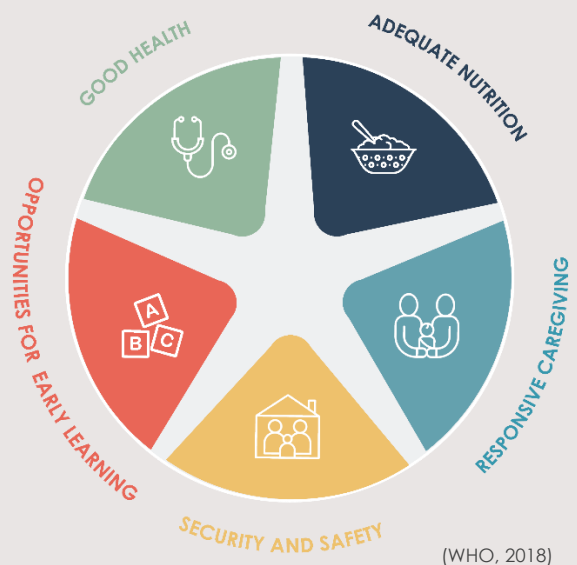 GOOD HEALTH
ADEQUATE NUTRITION
OPPORTUNITIES FOR EARLY LEARNING
A
B C
RESPONSIVE CAREGIVING
SECURITY AND SAFETY
(WHO, 2018)